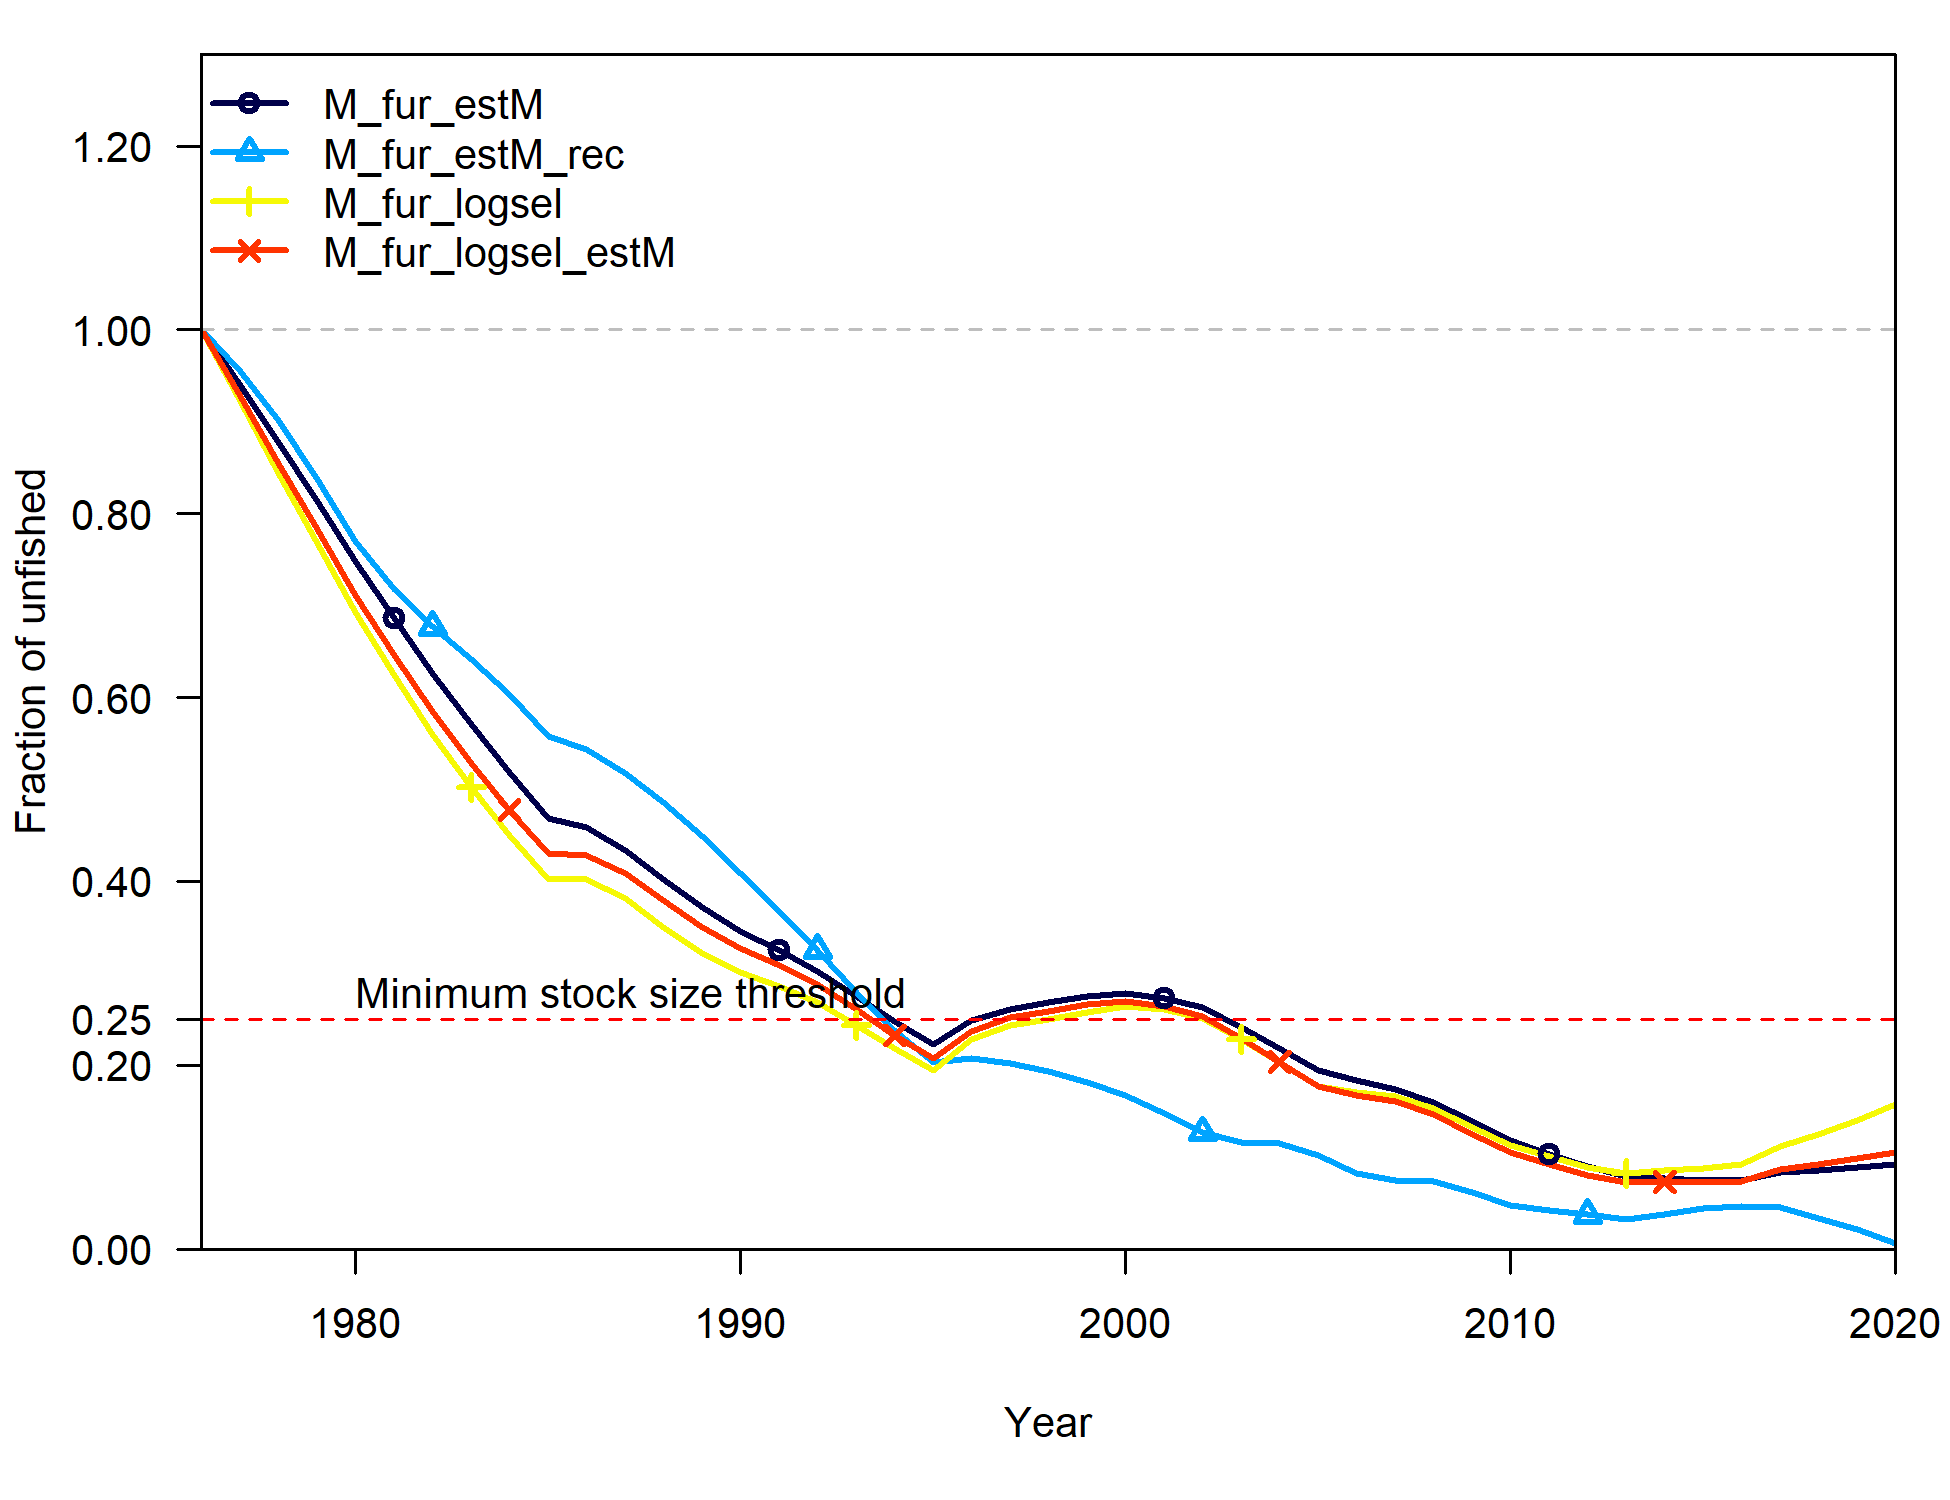 M_fur_estM
M_fur_estM_rec
M_fur_logsel
M_fur_logsel_estM
1.20
1.00
0.80
0.60
0.40
0.25
0.20
0.00
Fraction of unfished
Minimum stock size threshold
1980
1990
2000
2010
2020
Year